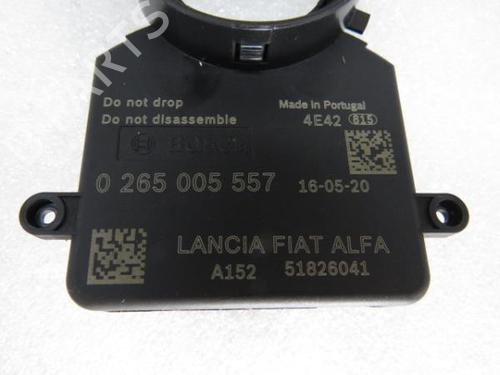 Do not drop
Do not disassemble
Made in Portugal
4E42 815
BOSCH
0 265 005 557
16-05-20
LANCIA FIAT ALFA
A152 51826041